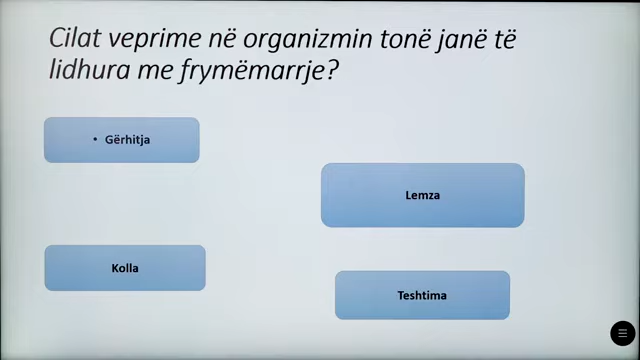 Cilat veprime në organizmin tonë janë të
lidhura me frymëmarrje?
• Gërhitja
Lemza
Kolla
Teshtima